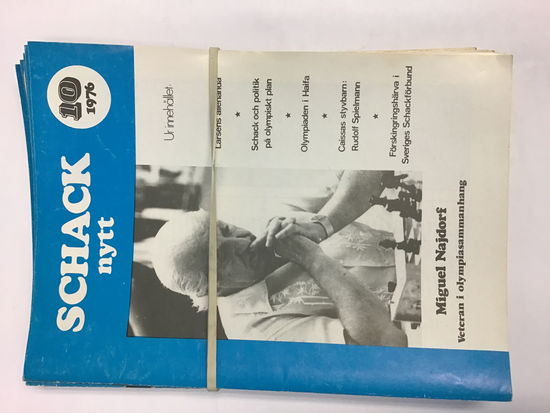 SCHACK
nytt
10
1976
Ur innehållet:
Larsens allehanda
*
Schack och politik
på olympiskt plan
*
Olympiaden i Haifa
*
Caissas styvbarn:
Rudolf Spielmann
*
Förskingringshärva i
Sveriges Schackförbund
Miguel Najdorf
Veteran i olympiasammanhang